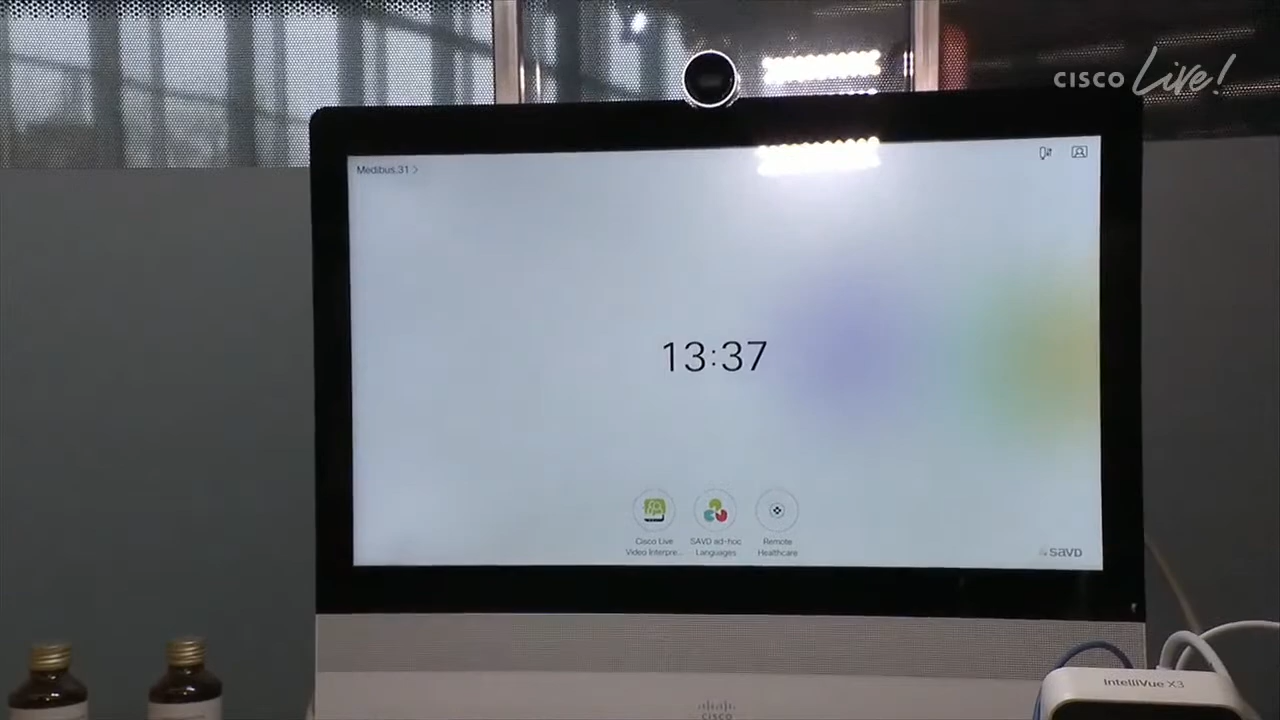 CISCO Live!
Medibus.31 >
13:37
Cisco Live
Video Interpre...
SAVD ad-hoc
Languages
Remote
Healthcare
SAVD
IntelliVue X3
CISCO